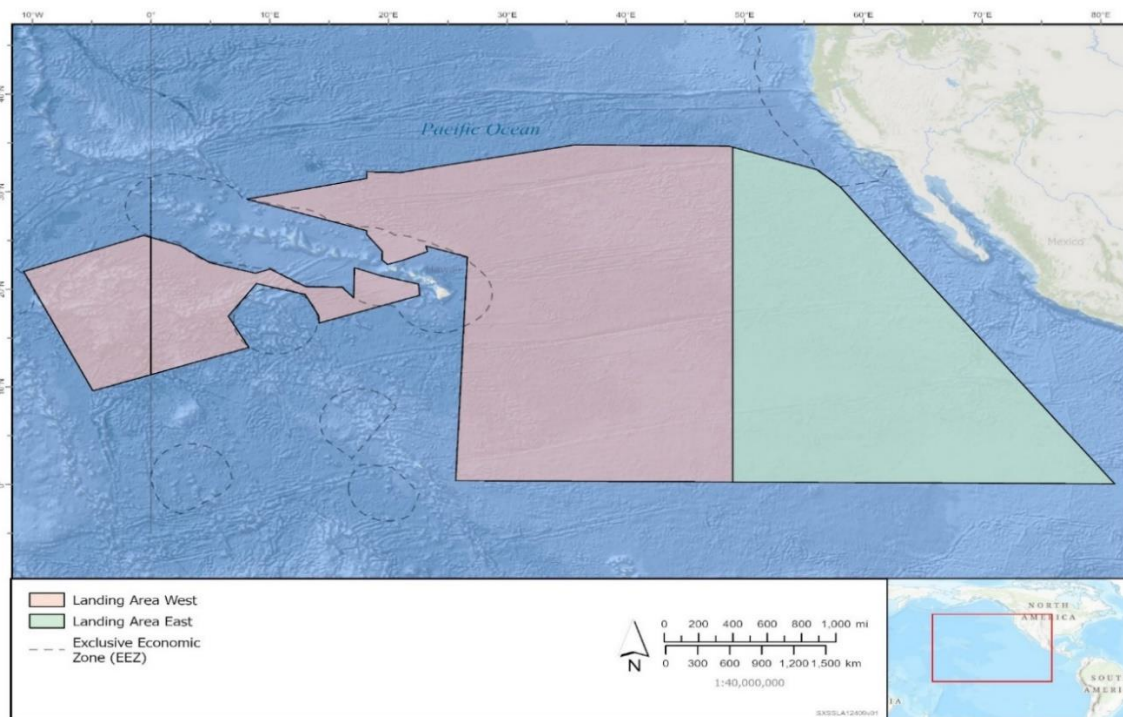 10°W 0° 10°E 20°E 30°E 40°E 50°E 60°E 70°E 80°E
Pacific Ocean
Mexico
Landing Area West
Landing Area East
Exclusive Economic
Zone (EEZ)
N
0 200 400 600 800 1,000 mi
0 300 600 900 1,200 1,500 km
1:40,000,000
NORTH
AMERICA
SOUT
AMERI
IA